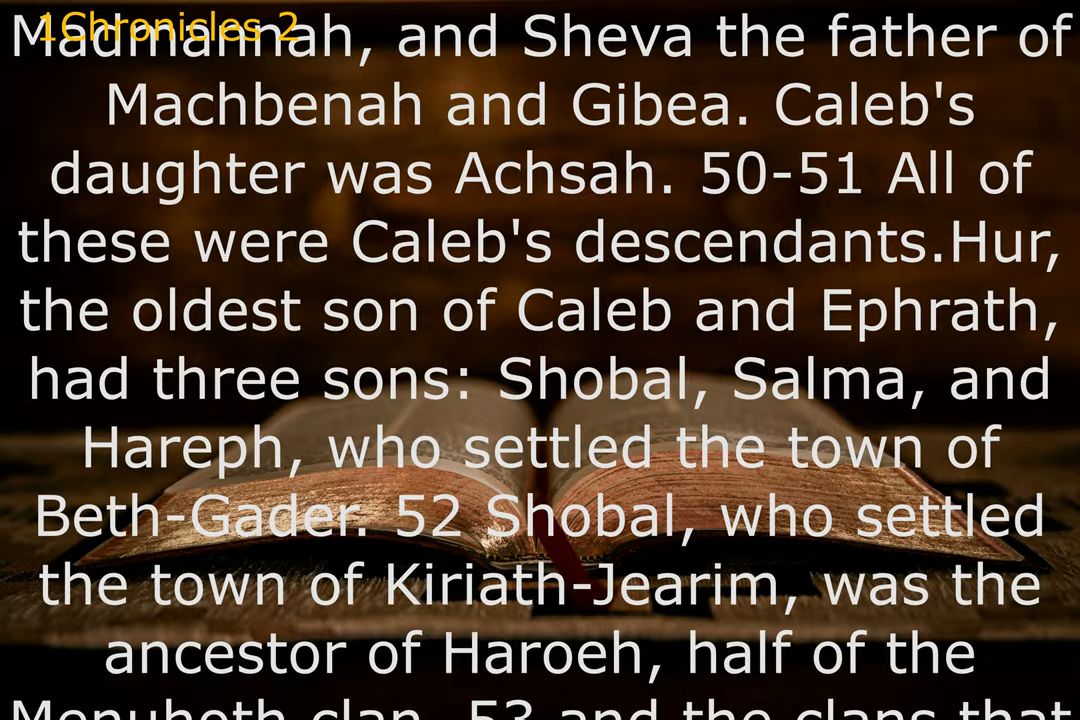 1Chronicles 2
Madmannah, and Sheva the father of
Machbenah and Gibea. Caleb's
daughter was Achsah. 50-51 All of
these were Caleb's descendants.Hur,
the oldest son of Caleb and Ephrath,
had three sons: Shobal, Salma, and
Hareph, who settled the town of
Beth-Gader. 52 Shobal, who settled
the town of Kiriath-Jearim, was the
ancestor of Haroeh, half of the
Menuhoth clan, 53 and the clans that